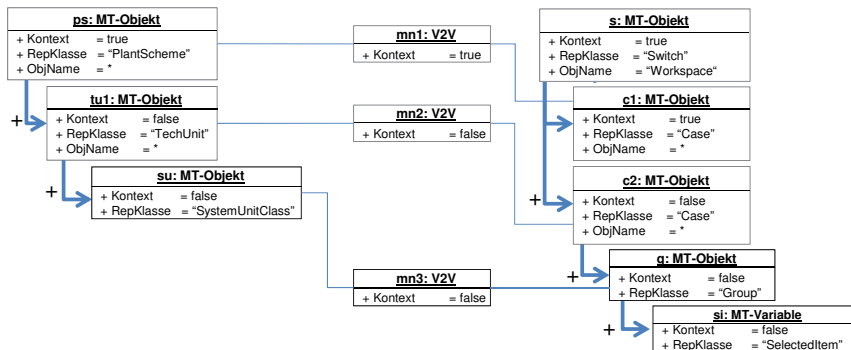 ps: MT-Objekt
+ Kontext = true
+ RepKlasse = “PlantScheme”
+ ObjName = *
+
tu1: MT-Objekt
+ Kontext = false
+ RepKlasse = “TechUnit”
+ ObjName = *
+
su: MT-Objekt
+ Kontext = false
+ RepKlasse = “SystemUnitClass”
mn1: V2V
+ Kontext = true
mn2: V2V
+ Kontext = false
mn3: V2V
+ Kontext = false
s: MT-Objekt
+ Kontext = true
+ RepKlasse = “Switch”
+ ObjName = “Workspace“
+
c1: MT-Objekt
+ Kontext = true
+ RepKlasse = “Case”
+ ObjName = *
+
c2: MT-Objekt
+ Kontext = false
+ RepKlasse = “Case”
+ ObjName = *
+
g: MT-Objekt
+ Kontext = false
+ RepKlasse = “Group”
+
si: MT-Variable
+ Kontext = false
+ RepKlasse = “SelectedItem”